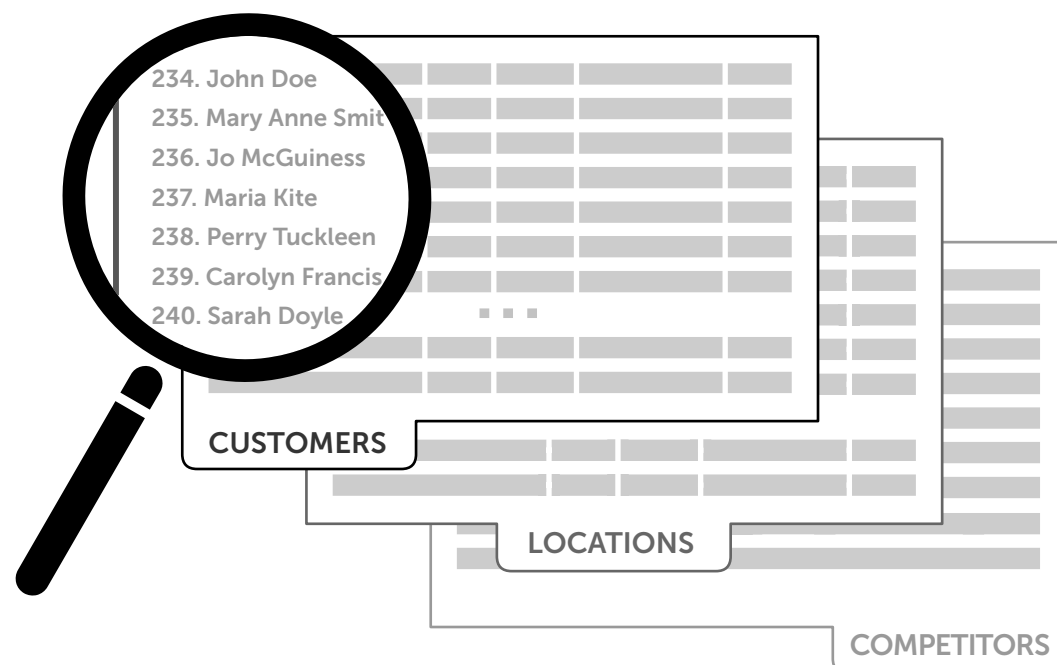 234. John Doe
235. Mary Anne Smit
236. Jo McGuiness
237. Maria Kite
238. Perry Tuckleen
239. Carolyn Francis
240. Sarah Doyle
CUSTOMERS
LOCATIONS
COMPETITORS